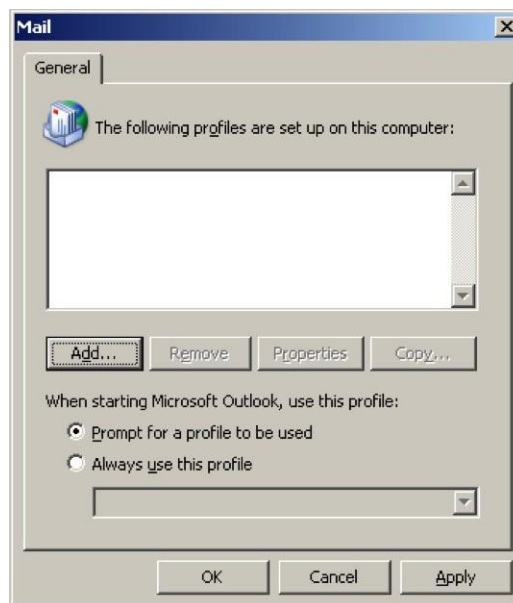 Mail
General
The following profiles are set up on this computer:
Add...
Remove
Properties
Copy...
When starting Microsoft Outlook, use this profile:
Prompt for a profile to be used
Always use this profile
OK
Cancel
Apply